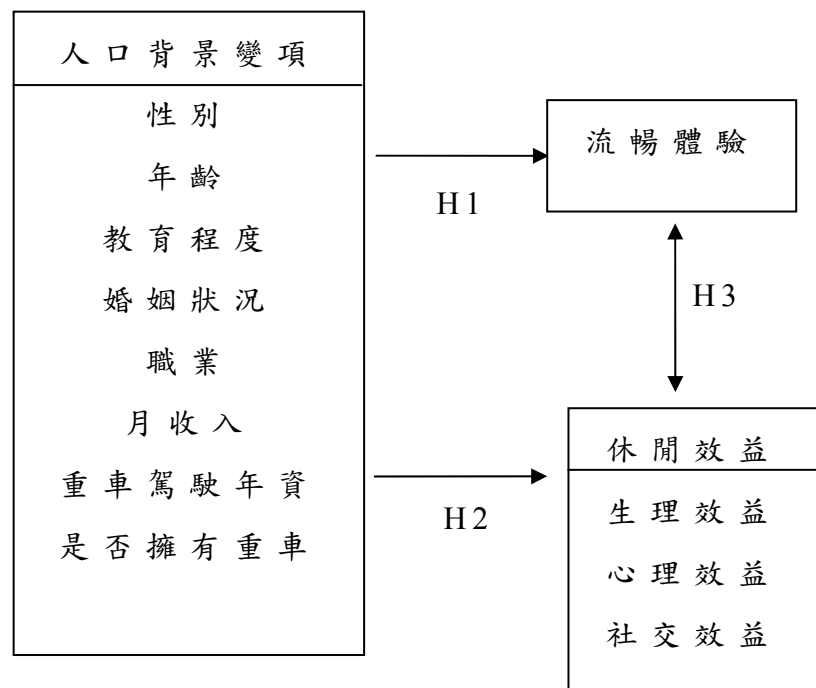 人口背景變項
性別
年齡
教育程度
婚姻狀況
職業
月收入
重車駕駛年資
是否擁有重車
H1
H2
流暢體驗
H3
休閒效益
生理效益
心理效益
社交效益